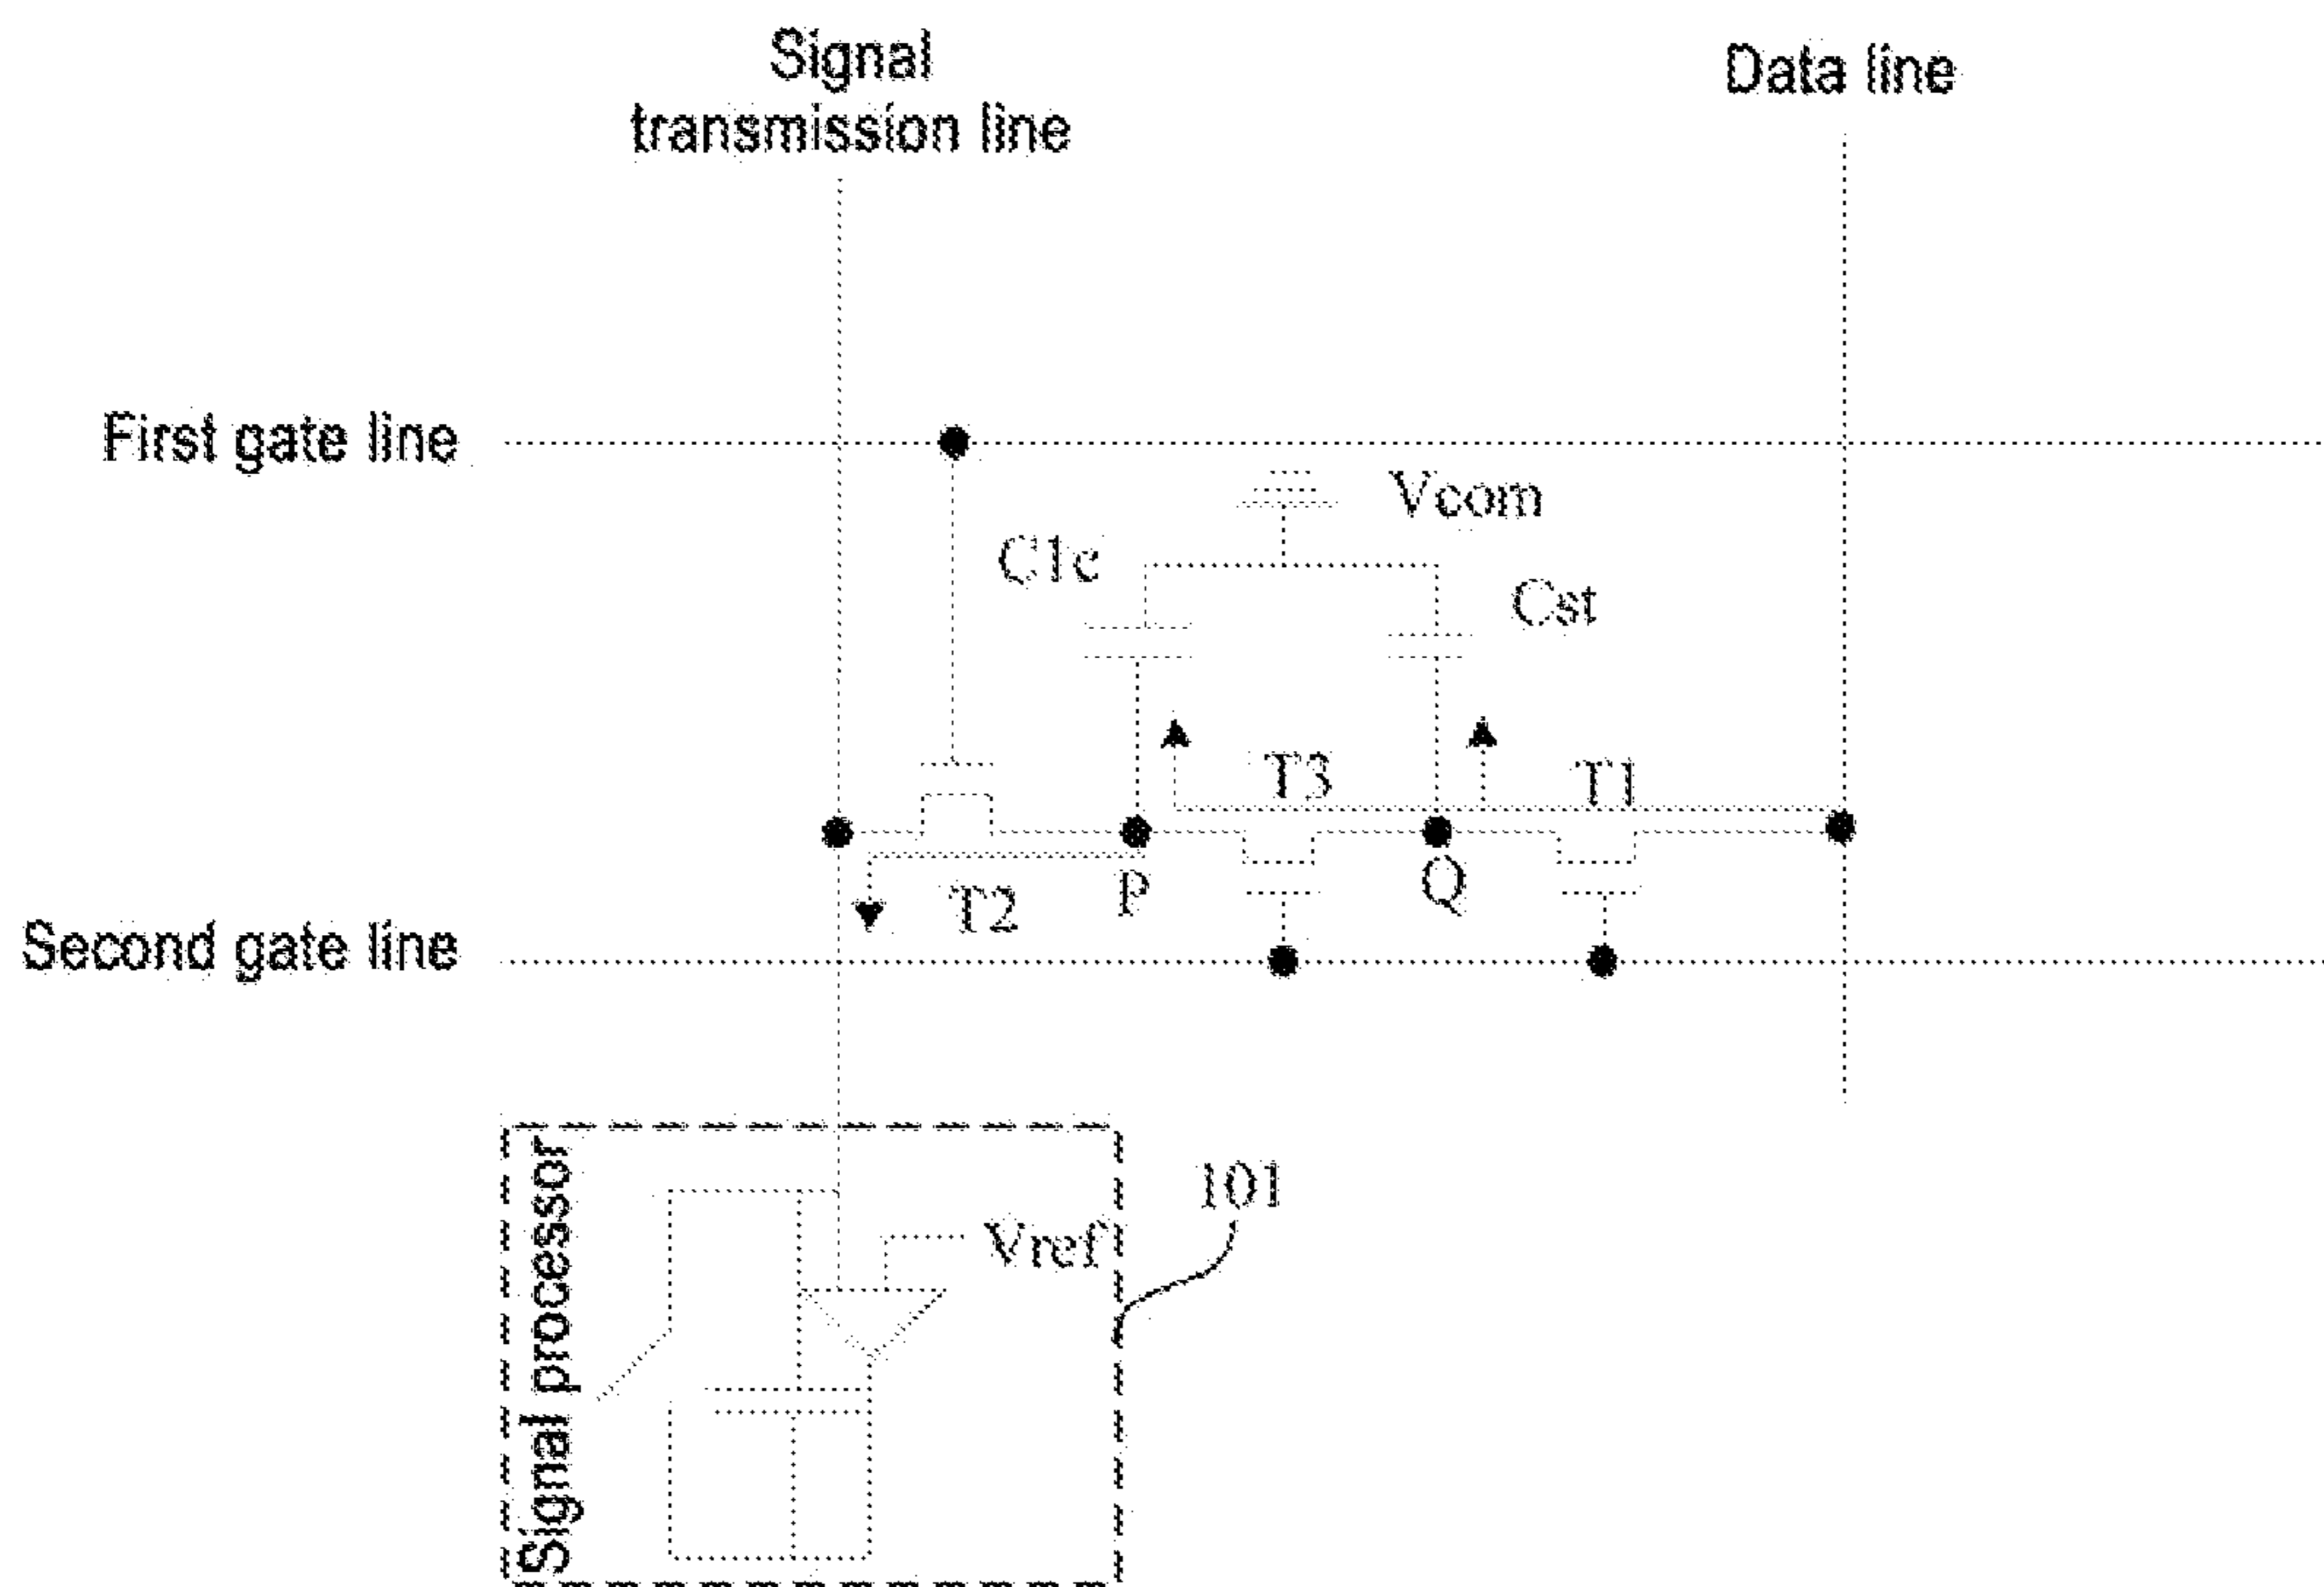 Signal
transmission line
Data line
First gate line
Vcom
C1c
Cst
T3
T1
P
Q
T2
Second gate line
Signal processor
101
Vref